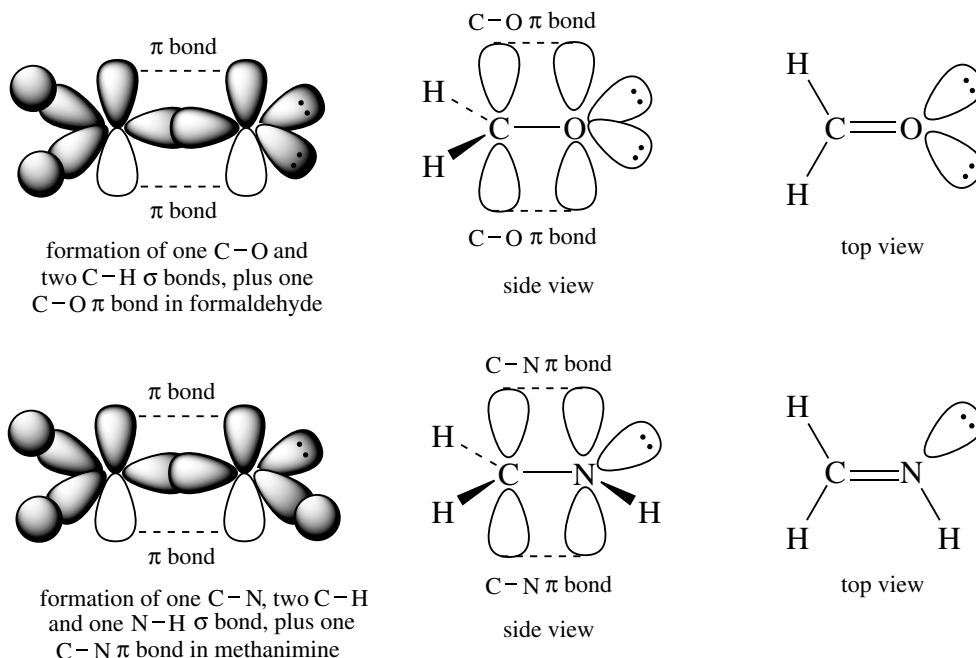 π bond
π bond
formation of one C–O and
two C–H σ bonds, plus one
C–O π bond in formaldehyde
C–O π bond
H
C
O
H
C–O π bond
side view
H
C
O
H
top view
π bond
π bond
formation of one C–N, two C–H
and one N–H σ bond, plus one
C–N π bond in methanimine
C–N π bond
H
C
N
H
H
C–N π bond
side view
H
C
N
H
H
top view